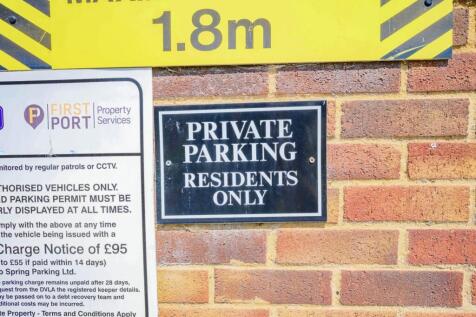 1.8m
FIRST
PORT
Property
Services
PRIVATE
PARKING
RESIDENTS
ONLY
nitored by regular patrols or CCTV.
HORISED VEHICLES ONLY.
D PARKING PERMIT MUST BE
RLY DISPLAYED AT ALL TIMES.
mply with the above at any time
the vehicle being issued with a
Charge Notice of £95
to £55 if paid within 14 days)
o Spring Parking Ltd.
parking charge remains unpaid after 28 days,
quest from the DVLA the registered keeper details.
ay be passed on to a debt recovery team and
dditional costs may be incurred.
te Property - Terms and Conditions Apply